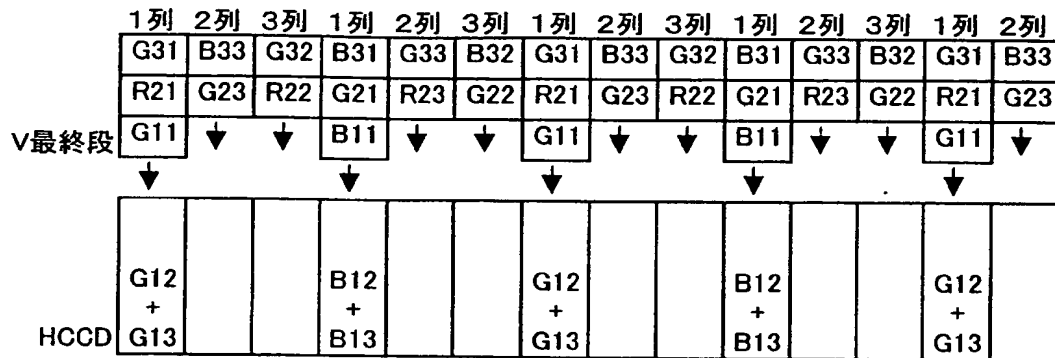 1列 2列 3列 1列 2列 3列 1列 2列 3列 1列 2列 3列 1列 2列
G31 B33 G32 B31 G33 B32 G31 B33 G32 B31 G33 B32 G31 B33
R21 G23 R22 G21 R23 G22 R21 G23 R22 G21 R23 G22 R21 G23
V最終段 G11 B11 G11 B11 G11
G12 B12 G12 B12 G12
+ + + + +
HCCD G13 B13 G13 B13 G13